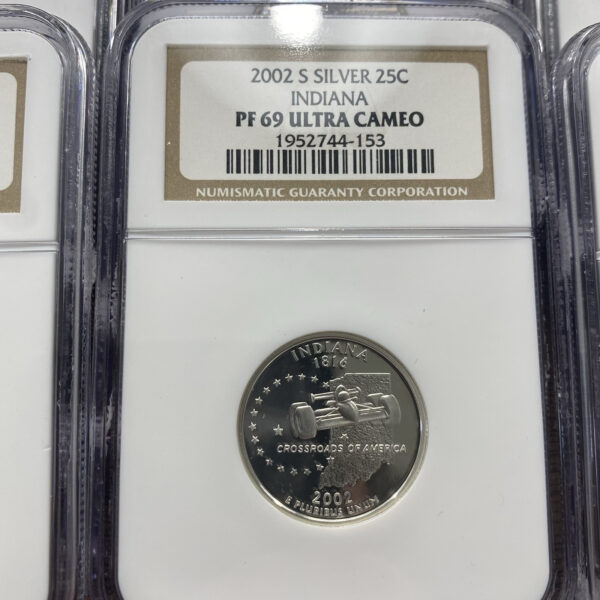 2002 S SILVER 25C
INDIANA
PF 69 ULTRA CAMEO
1952744-153
NUMISMATIC GUARANTY CORPORATION
INDIANA
1816
CROSSROADS OF AMERICA
2002
E PLURIBUS UNUM